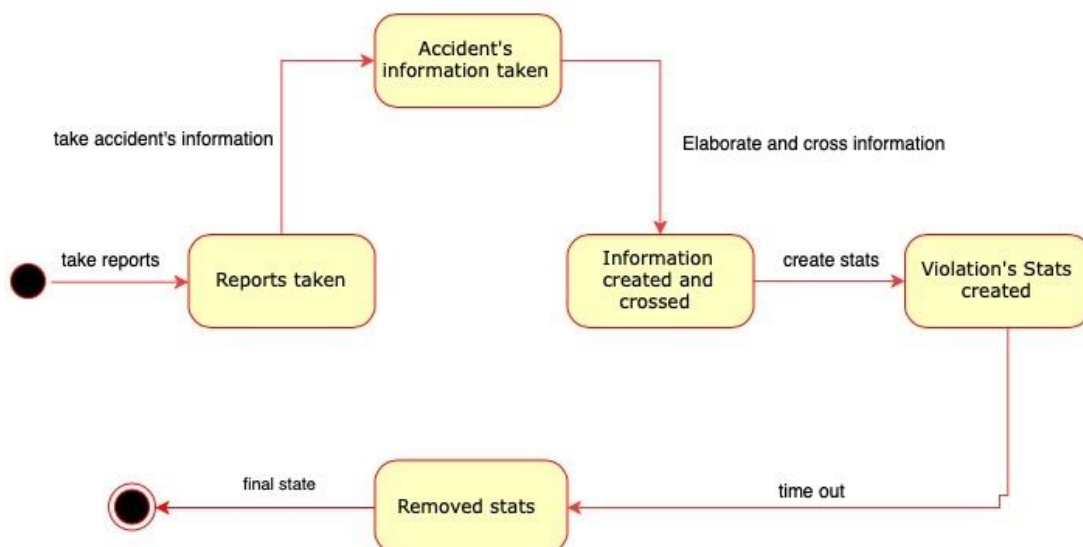 Accident's
information taken
take accident's information
Elaborate and cross information
take reports
Reports taken
Information
created and
crossed
create stats
Violation's Stats
created
final state
Removed stats
time out